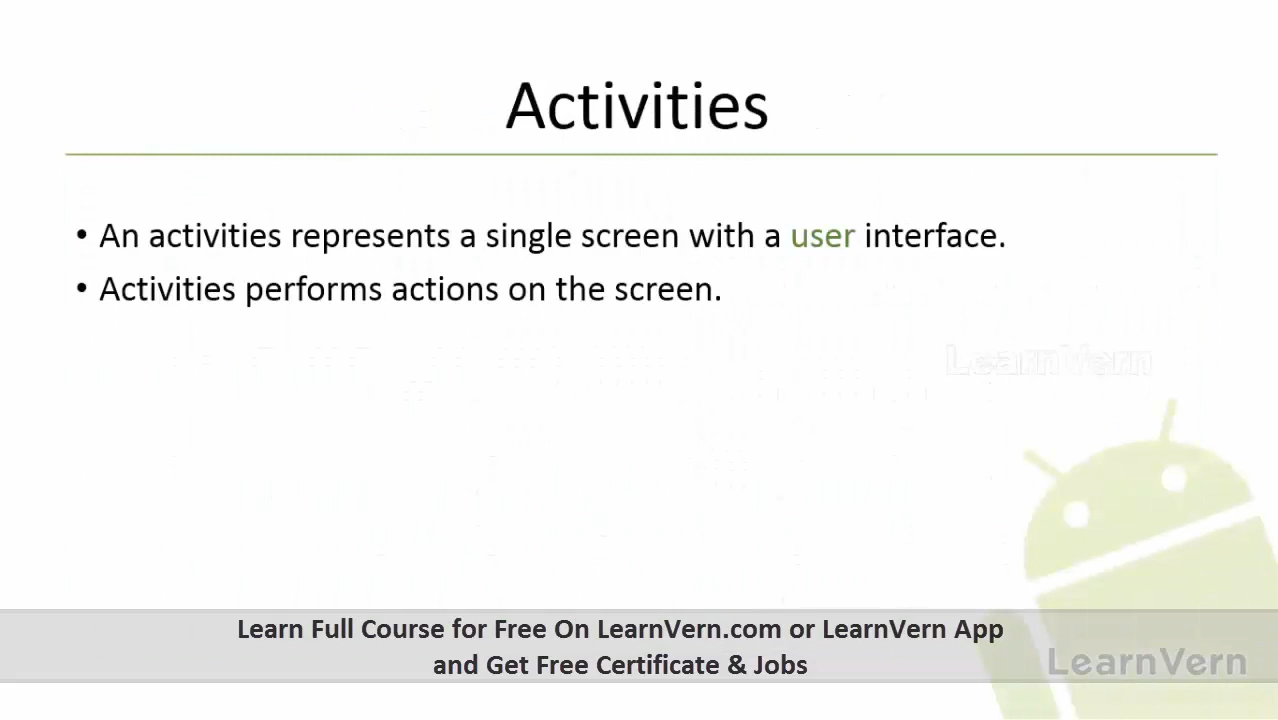 Activities
• An activities represents a single screen with a user interface.
• Activities performs actions on the screen.
LearnVern
Learn Full Course for Free On LearnVern.com or LearnVern App
and Get Free Certificate & Jobs
LearnVern